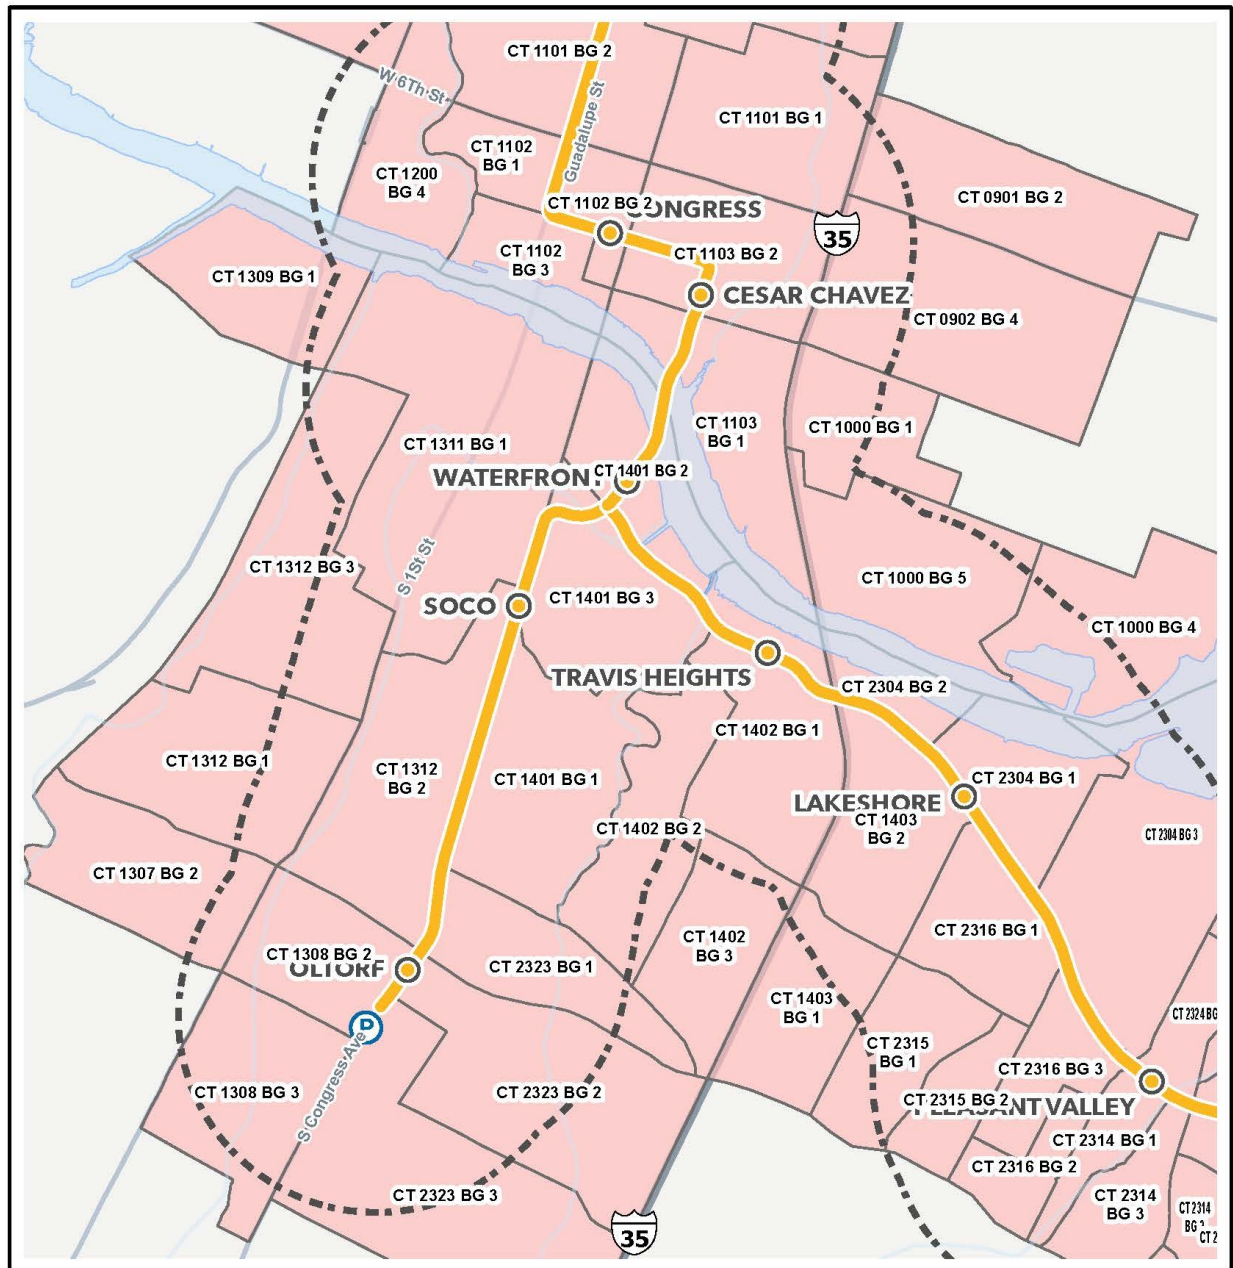 CT 1101 BG 2
W 6Th St
Guadalupe St
CT 1101 BG 1
CT 1102
BG 1
CT 1200
BG 4
CT 0901 BG 2
CT 1102 BG 2
CONGRESS
35
CT 1102
BG 3
CT 1103 BG 2
CT 1309 BG 1
CESAR CHAVEZ
CT 0902 BG 4
CT 1103
BG 1
CT 1000 BG 1
CT 1311 BG 1
WATERFRONT
CT 1401 BG 2
CT 1312 BG 3
S 1St St
CT 1000 BG 5
SOCO
CT 1401 BG 3
CT 1000 BG 4
TRAVIS HEIGHTS
CT 2304 BG 2
CT 1402 BG 1
CT 1312 BG 1
CT 1312
BG 2
CT 1401 BG 1
CT 2304 BG 1
LAKESHORE
CT 1403
BG 2
CT 1402 BG 2
CT 2304 BG 3
CT 1307 BG 2
CT 2316 BG 1
CT 1402
BG 3
CT 1308 BG 2
OLTORF
CT 2323 BG 1
CT 1403
BG 1
CT 2324 BG
P
S Congress Ave
CT 2315
BG 1
CT 2316 BG 3
CT 1308 BG 3
CT 2323 BG 2
CT 2315 BG 2
PLEASANT VALLEY
CT 2314 BG 1
CT 2316 BG 2
CT 2323 BG 3
CT 2314
BG 3
CT 2314
BG
CT 2
35